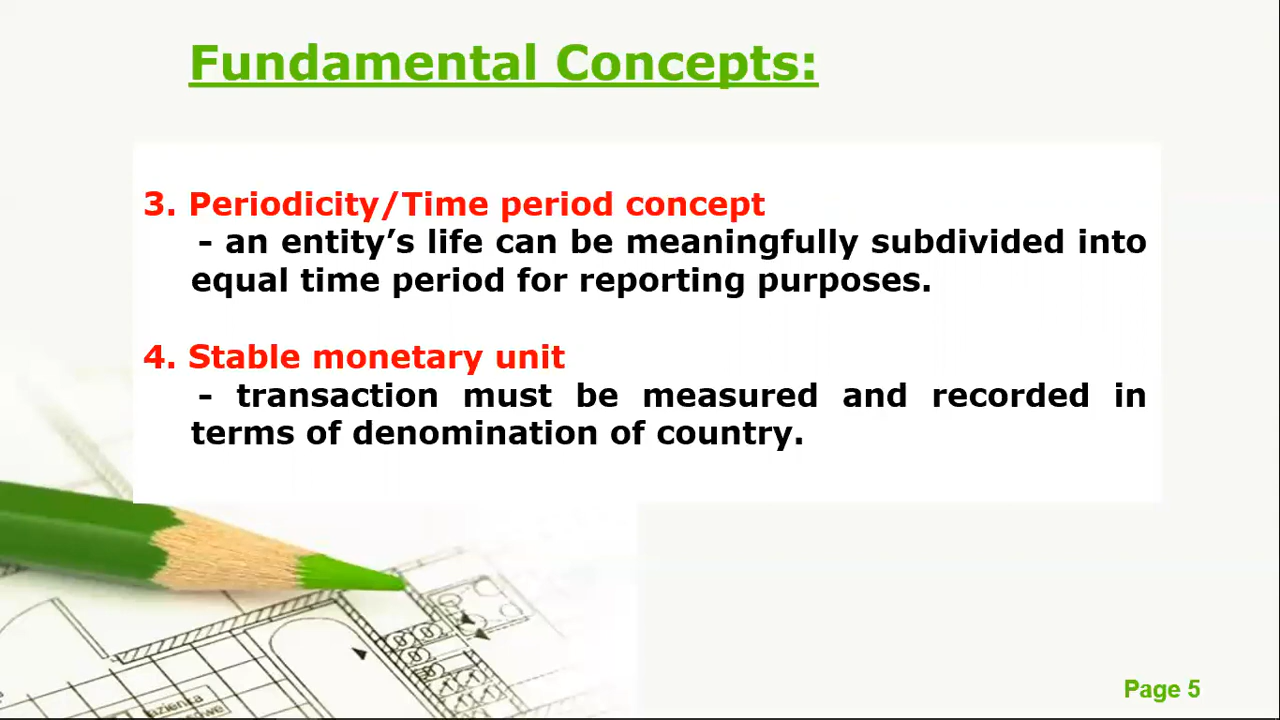 Fundamental Concepts:
3. Periodicity/Time period concept
- an entity’s life can be meaningfully subdivided into
equal time period for reporting purposes.
4. Stable monetary unit
- transaction must be measured and recorded in
terms of denomination of country.
Page 5